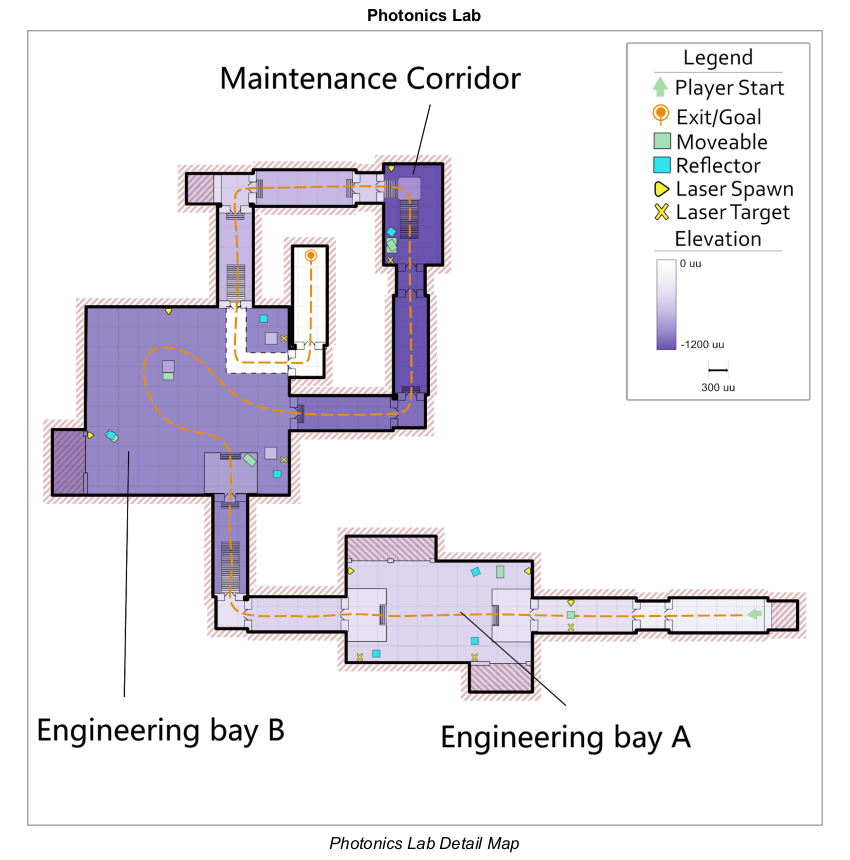 Photonics Lab
Maintenance Corridor
Legend
Player Start
Exit/Goal
Moveable
Reflector
Laser Spawn
Laser Target
Elevation
0 uu
-1200 uu
300 uu
Engineering bay B
Engineering bay A
Photonics Lab Detail Map